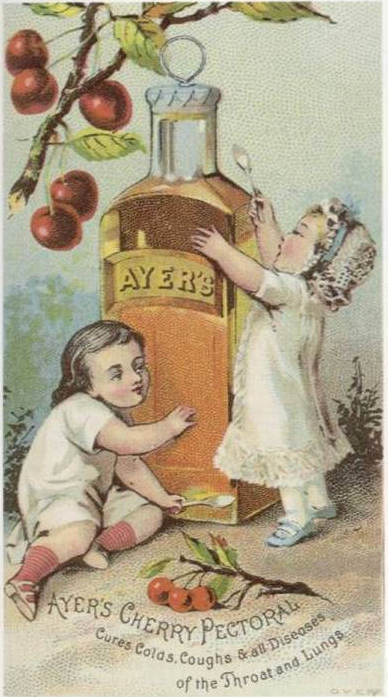 AYER'S
AYER'S CHERRY PECTORAL
Cures Colds, Coughs & all Diseases
of the Throat and Lungs.